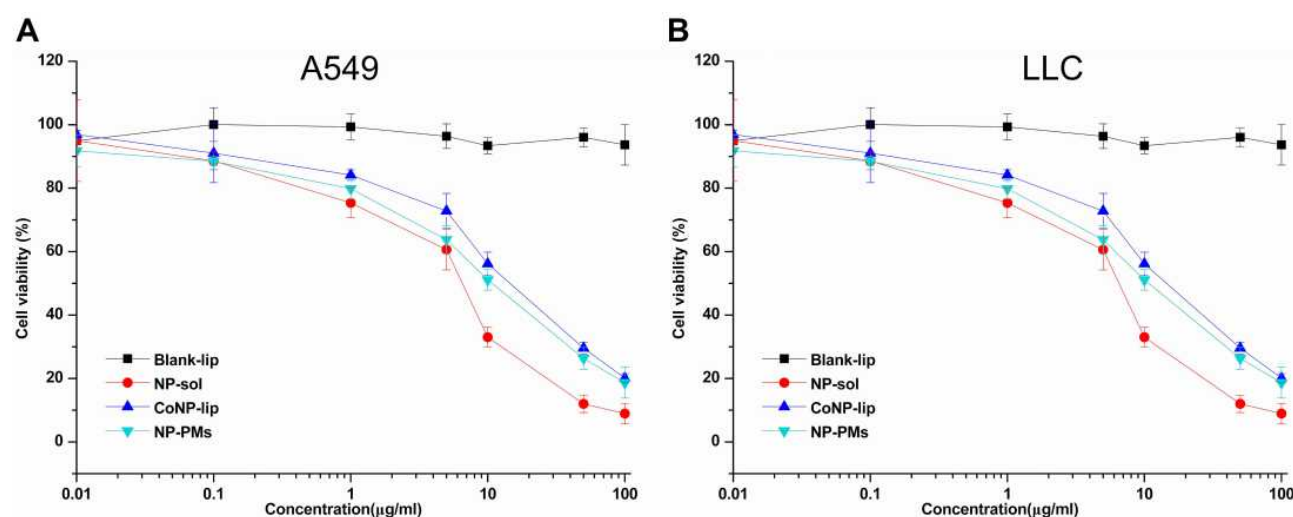 A
A549
120
100
80
60
40
20
0
Cell viability (%)
Blank-lip
NP-sol
CoNP-lip
NP-PMs
0.01
0.1
1
10
100
Concentration(μg/ml)
B
LLC
120
100
80
60
40
20
0
Cell viability (%)
Blank-lip
NP-sol
CoNP-lip
NP-PMs
0.01
0.1
1
10
100
Concentration(μg/ml)